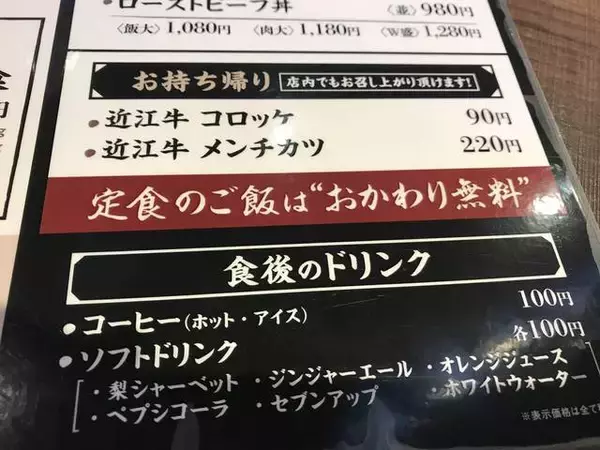 ・ローストビーフ丼 〈並〉980円
〈飯大〉1,080円 〈肉大〉1,180円 〈W盛〉1,280円
お持ち帰り 店内でもお召し上がり頂けます!
・近江牛 コロッケ 90円
・近江牛 メンチカツ 220円
定食のご飯は“おかわり無料”
食後のドリンク
・コーヒー(ホット・アイス) 100円
・ソフトドリンク 各100円
・梨シャーベット ・ジンジャーエール ・オレンジジュース
・ペプシコーラ ・セブンアップ ・ホワイトウォーター
※表示価格は全て